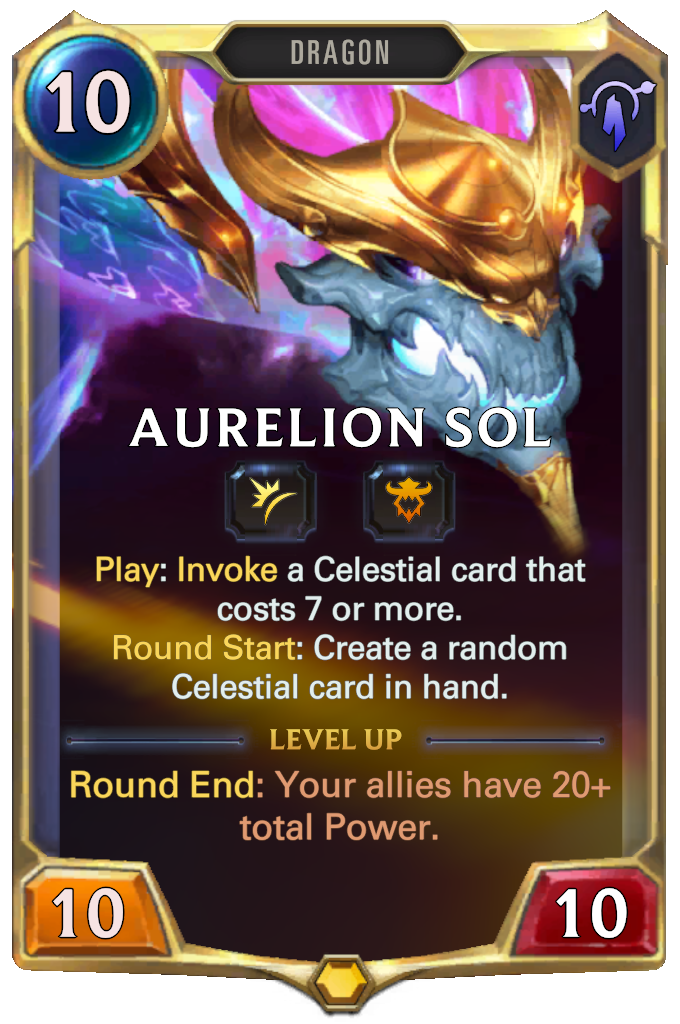 DRAGON
10
AURELION SOL
Play: Invoke a Celestial card that
costs 7 or more.
Round Start: Create a random
Celestial card in hand.
LEVEL UP
Round End: Your allies have 20+
total Power.
10
10